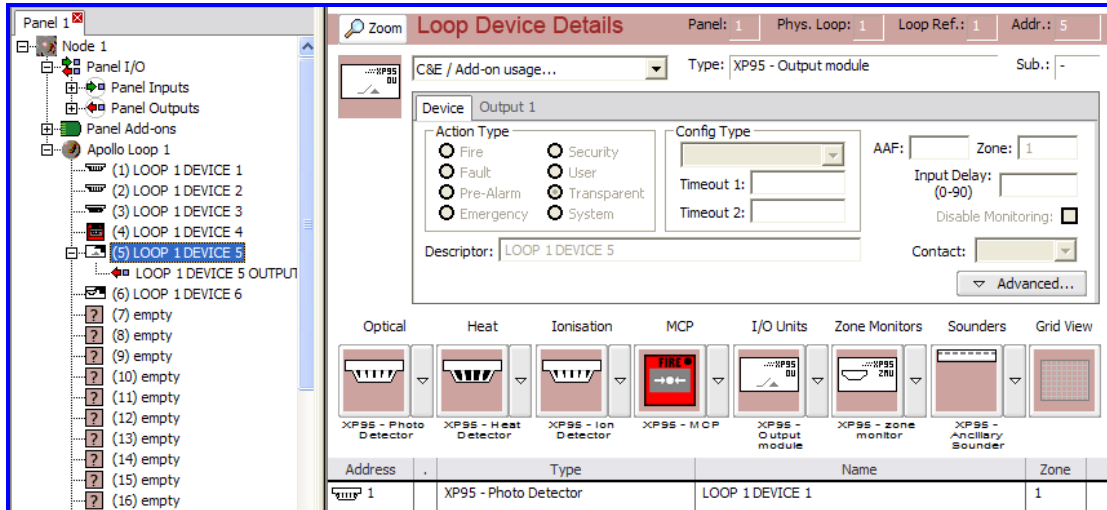 Panel 1
Node 1
Panel I/O
Panel Inputs
Panel Outputs
Panel Add-ons
Apollo Loop 1
(1) LOOP 1 DEVICE 1
(2) LOOP 1 DEVICE 2
(3) LOOP 1 DEVICE 3
(4) LOOP 1 DEVICE 4
(5) LOOP 1 DEVICE 5
LOOP 1 DEVICE 5 OUTPUT
(6) LOOP 1 DEVICE 6
? (7) empty
? (8) empty
? (9) empty
? (10) empty
? (11) empty
? (12) empty
? (13) empty
? (14) empty
? (15) empty
? (16) empty
Zoom Loop Device Details Panel: 1 Phys. Loop: 1 Loop Ref.: 1 Addr.: 5
XP95
OU
C&E / Add-on usage... Type: XP95 - Output module Sub.: -
Device Output 1
Action Type
Fire Security
Fault User
Pre-Alarm Transparent
Emergency System
Config Type
Timeout 1:
Timeout 2:
AAF: Zone: 1
Input Delay:
(0-90)
Disable Monitoring:
Descriptor: LOOP 1 DEVICE 5 Contact:
Advanced...
Optical Heat Ionisation MCP I/O Units Zone Monitors Sounders Grid View
FIRE
XP95
OU
XP95
ZMU
XP95 - Photo Detector
XP95 - Heat Detector
XP95 - Ion Detector
XP95 - MCP
XP95 - Output module
XP95 - zone monitor
XP95 - Ancillary Sounder
Address . Type Name Zone
1 XP95 - Photo Detector LOOP 1 DEVICE 1 1